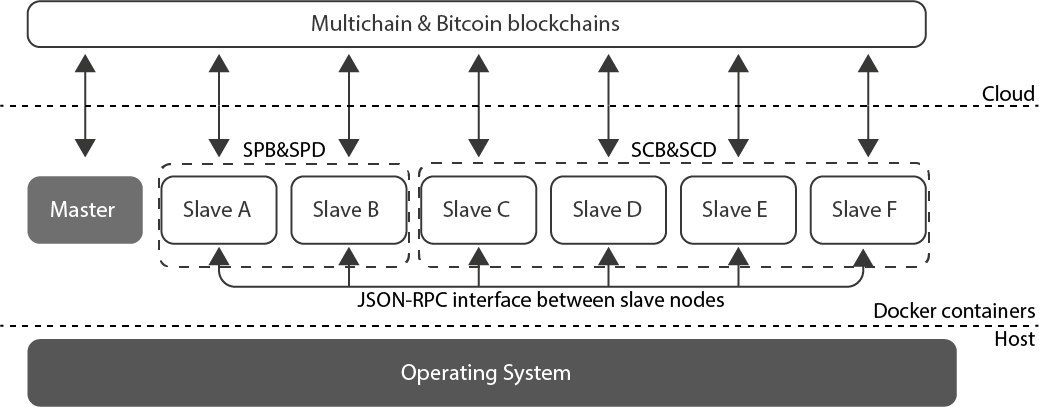 Multichain & Bitcoin blockchains
Cloud
SPB&SPD
SCB&SCD
Master
Slave A
Slave B
Slave C
Slave D
Slave E
Slave F
JSON-RPC interface between slave nodes
Docker containers
Host
Operating System